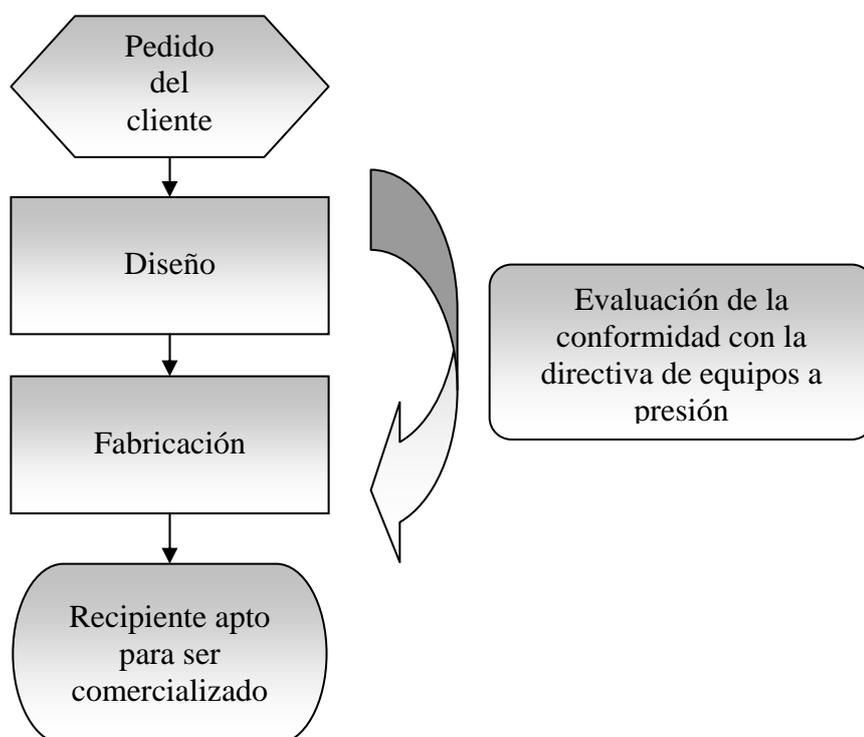 Pedido
del
cliente
Diseño
Evaluación de la
conformidad con la
directiva de equipos a
presión
Fabricación
Recipiente apto
para ser
comercializado